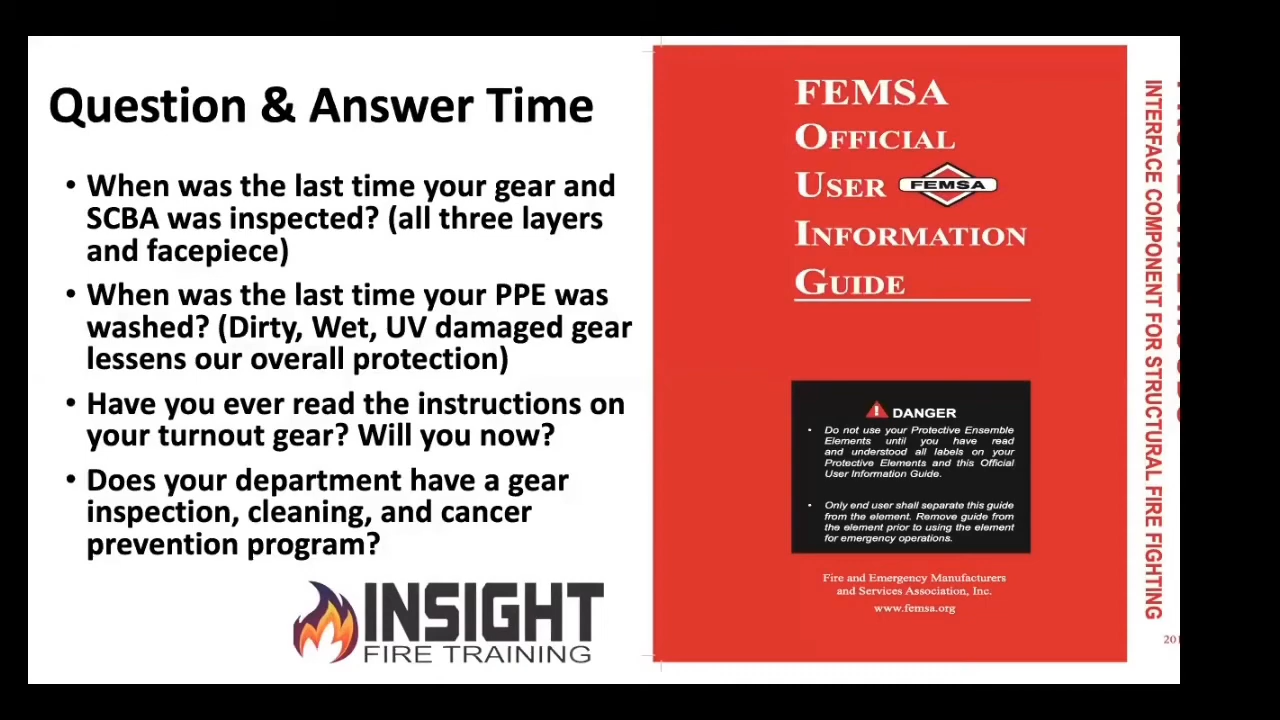 Question & Answer Time
• When was the last time your gear and
SCBA was inspected? (all three layers
and facepiece)
• When was the last time your PPE was
washed? (Dirty, Wet, UV damaged gear
lessens our overall protection)
• Have you ever read the instructions on
your turnout gear? Will you now?
• Does your department have a gear
inspection, cleaning, and cancer
prevention program?
INSIGHT
FIRE TRAINING
FEMSA
OFFICIAL
USER
FEMSA
INFORMATION
GUIDE
DANGER
• Do not use your Protective Ensemble
Elements until you have read
and understood all labels on your
Protective Elements and this Official
User Information Guide.
• Only end user shall separate this guide
from the element. Remove guide from
the element prior to using the element
for emergency operations.
Fire and Emergency Manufacturers
and Services Association, Inc.
www.femsa.org
INTERFACE COMPONENT FOR STRUCTURAL FIRE FIGHTING